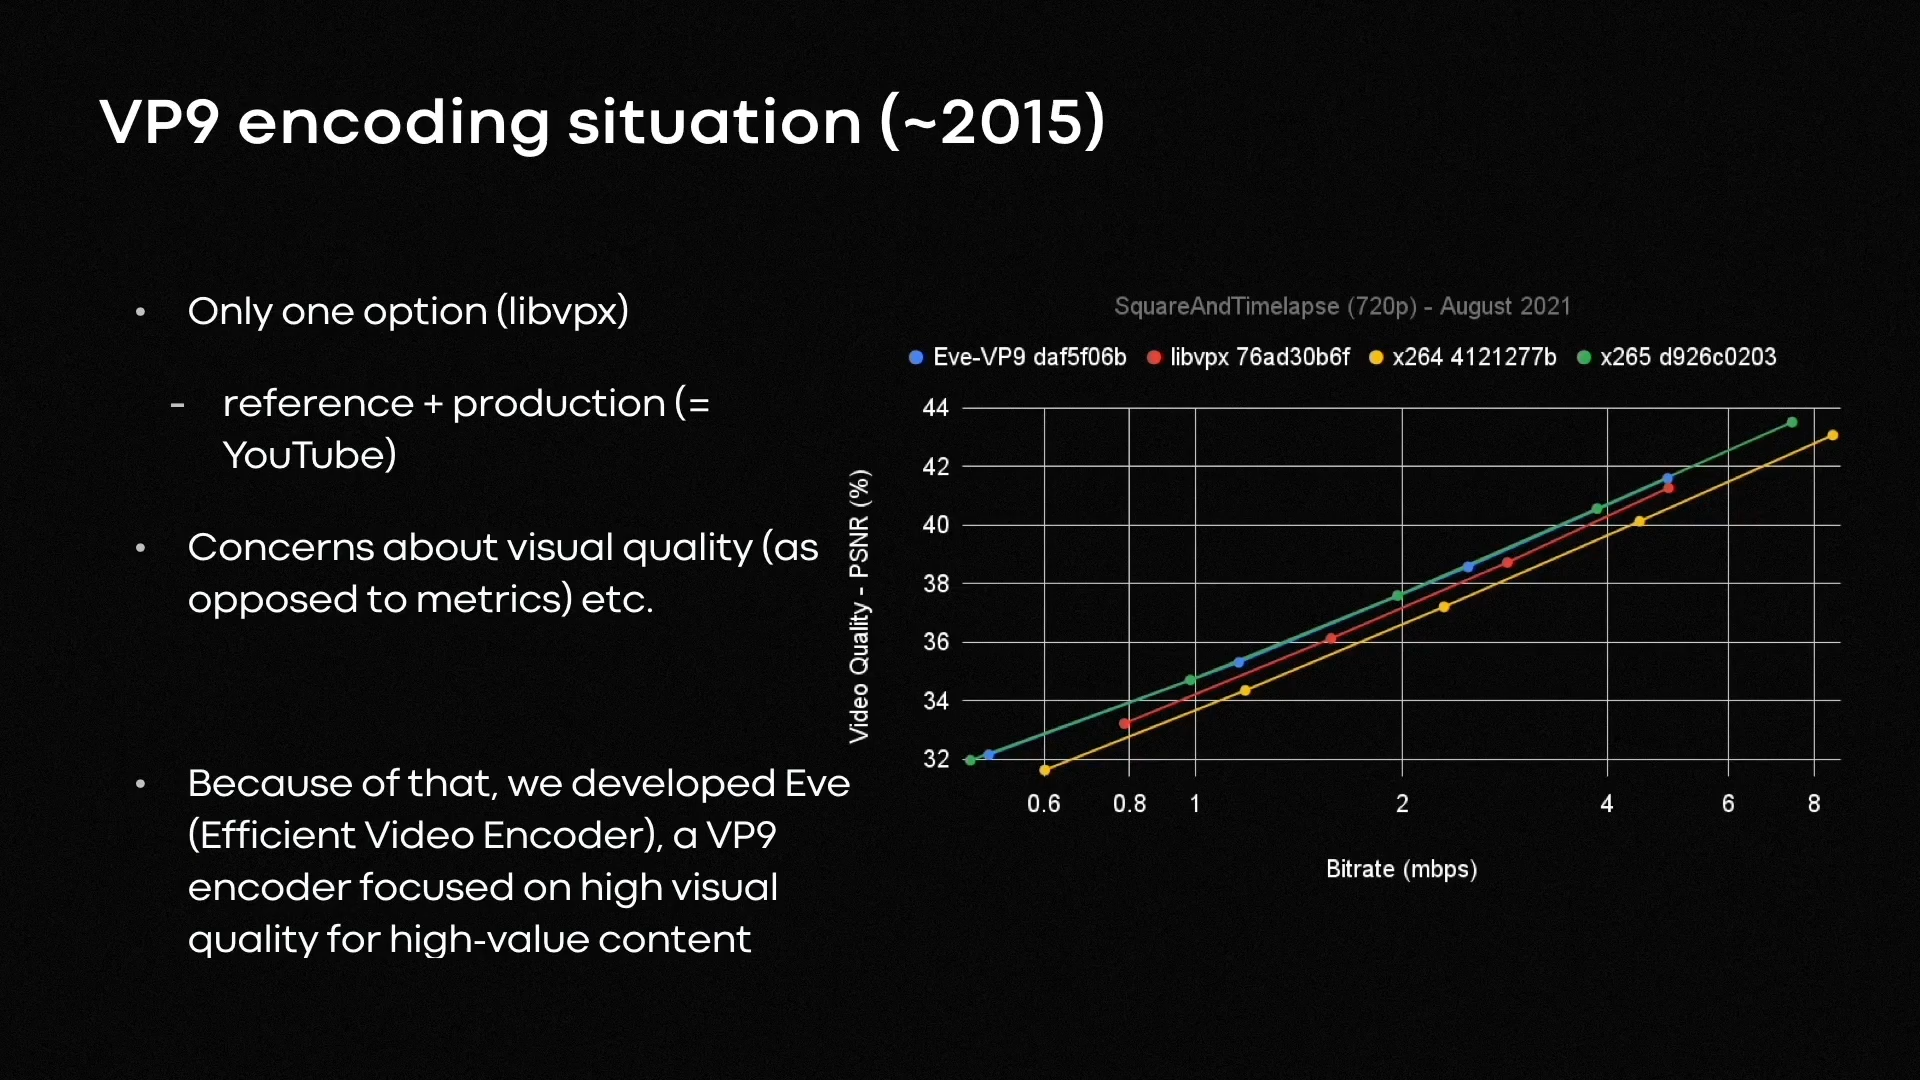 VP9 encoding situation (~2015)
• Only one option (libvpx)
- reference + production (=
YouTube)
• Concerns about visual quality (as
opposed to metrics) etc.
• Because of that, we developed Eve
(Efficient Video Encoder), a VP9
encoder focused on high visual
quality for high-value content
SquareAndTimelapse (720p) - August 2021
Eve-VP9 daf5f06b libvpx 76ad30b6f x264 4121277b x265 d926c0203
Video Quality - PSNR (%)
44
42
40
38
36
34
32
0.6 0.8 1 2 4 6 8
Bitrate (mbps)